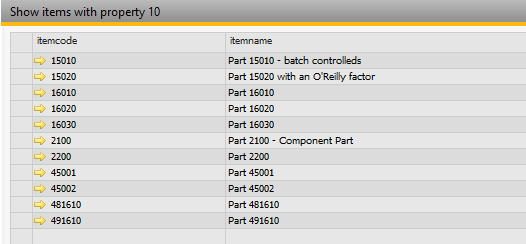 Show items with property 10
itemcode itemname
15010 Part 15010 - batch controlleds
15020 Part 15020 with an O'Reilly factor
16010 Part 16010
16020 Part 16020
16030 Part 16030
2100 Part 2100 - Component Part
2200 Part 2200
45001 Part 45001
45002 Part 45002
481610 Part 481610
491610 Part 491610